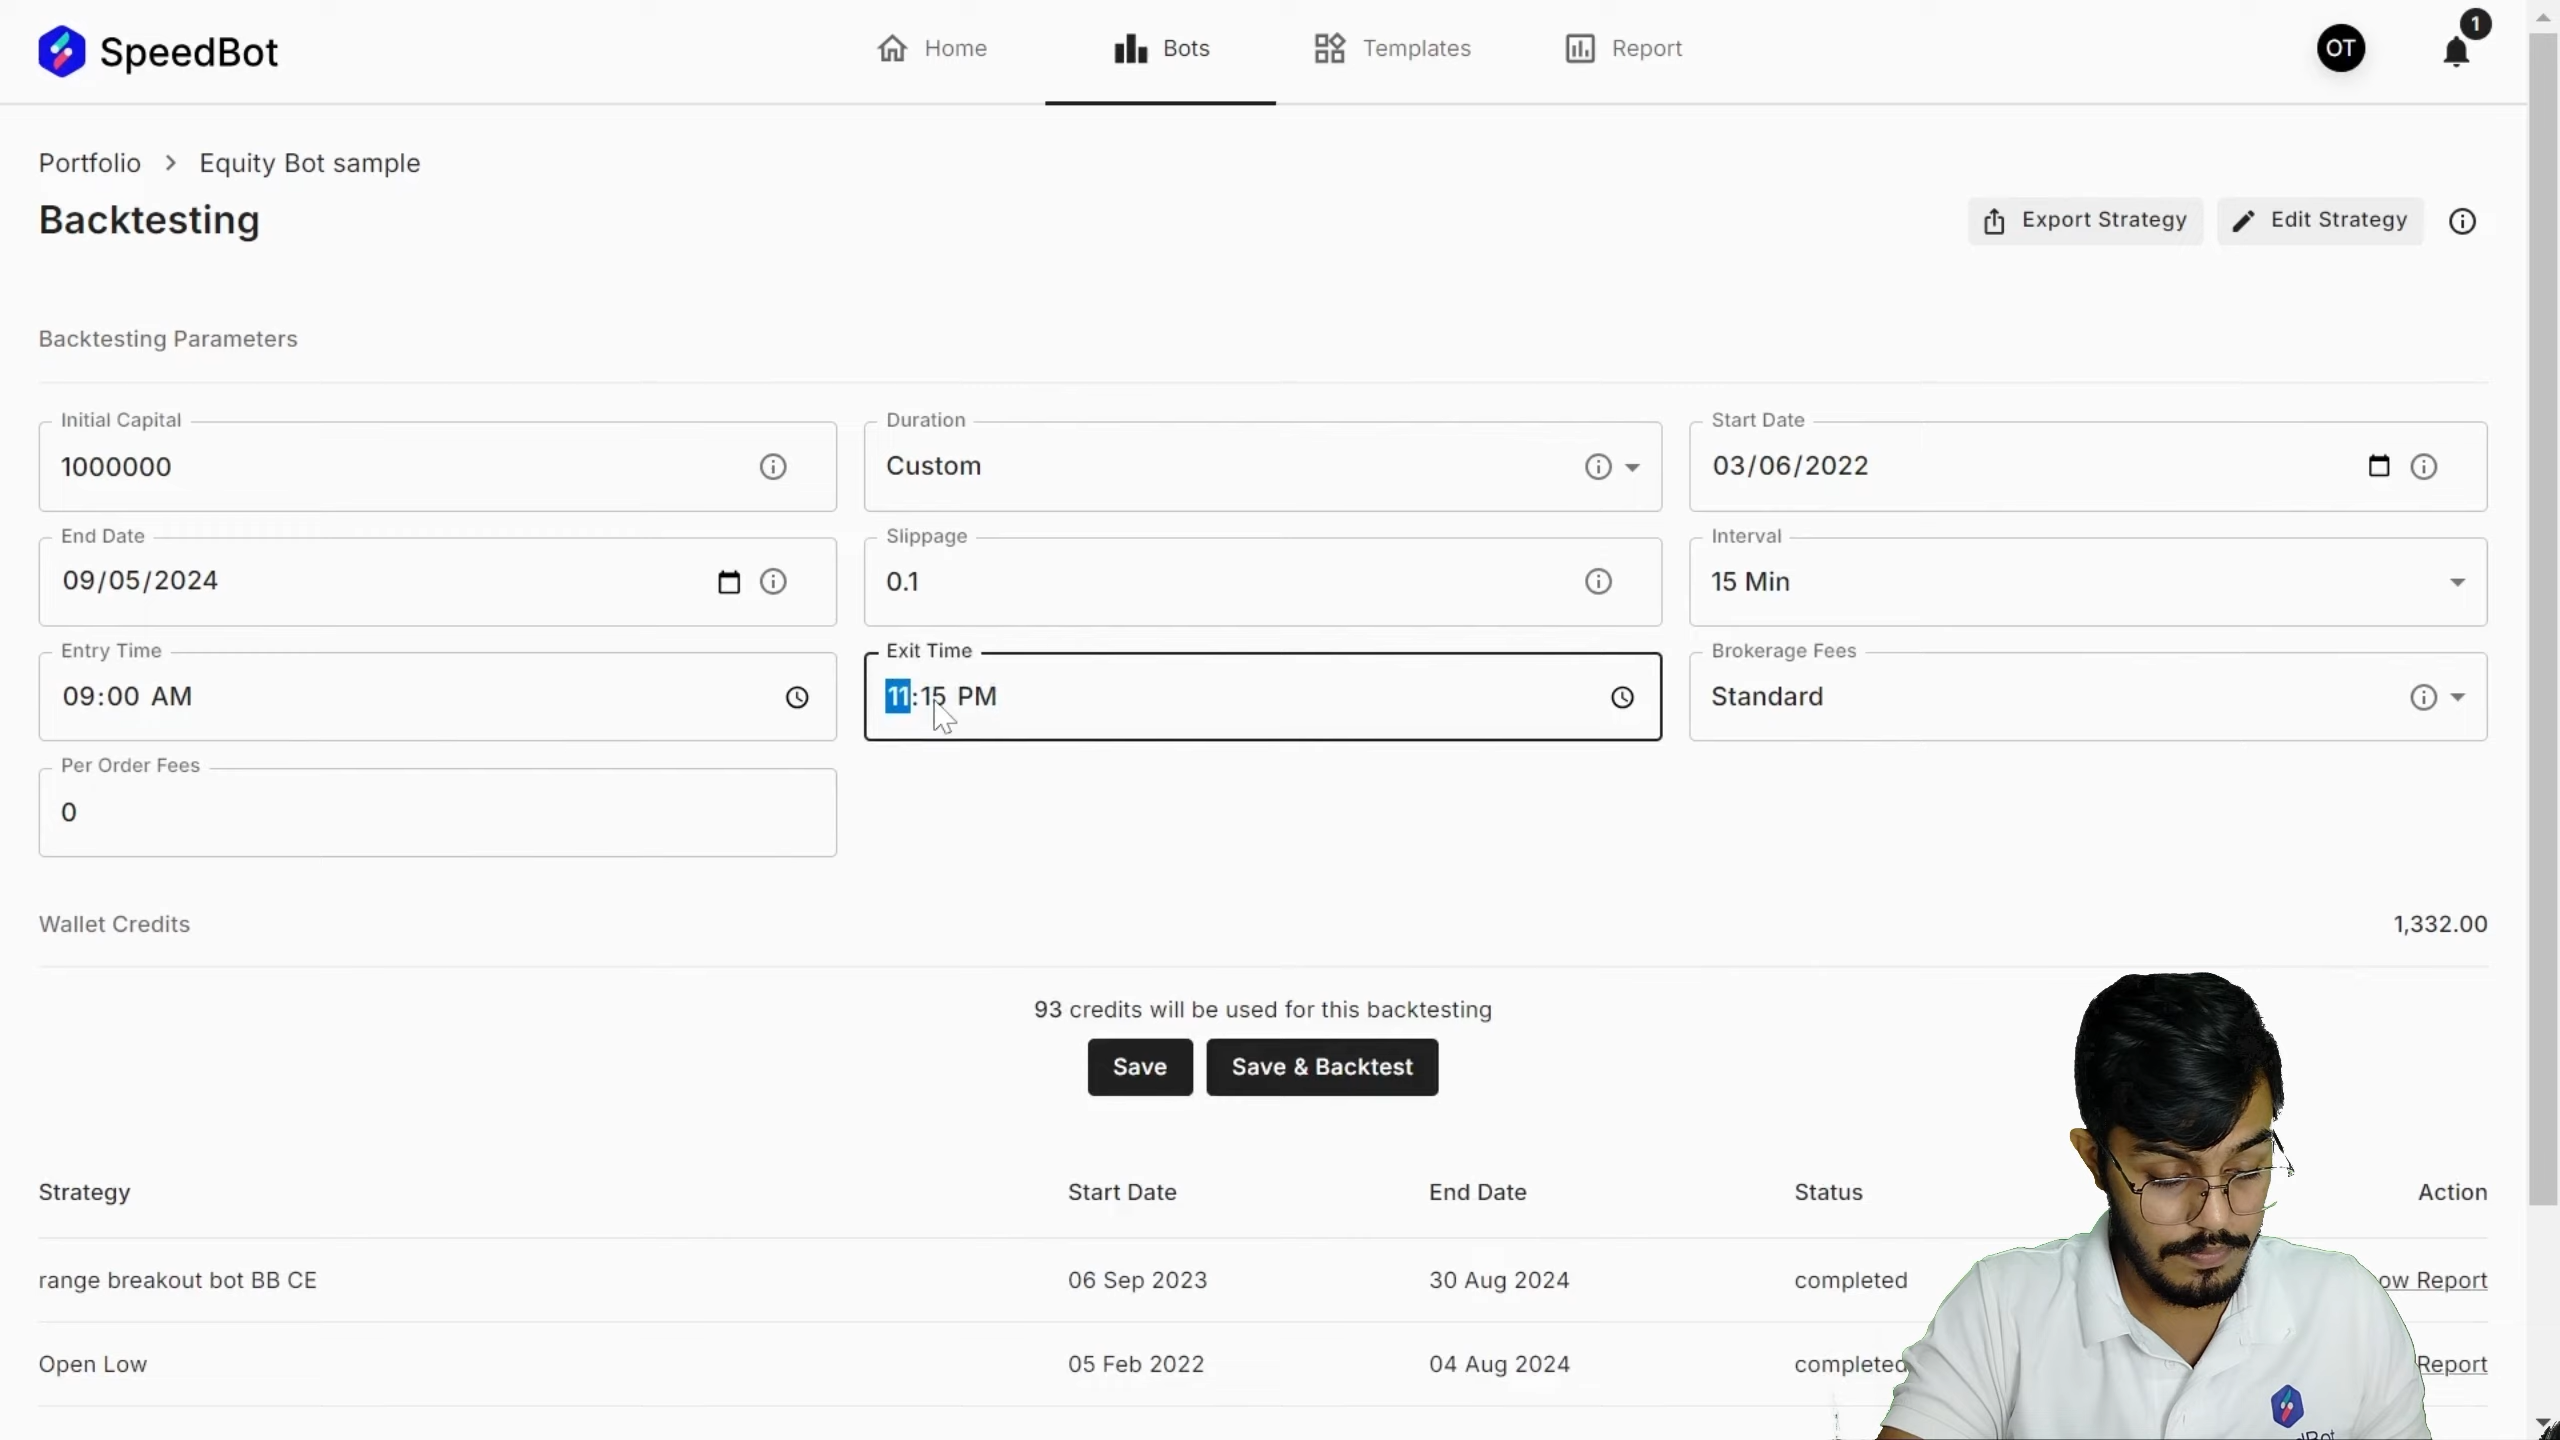 SpeedBot
Home
Bots
Templates
Report
OT
1
Portfolio > Equity Bot sample
Backtesting
Export Strategy
Edit Strategy
Backtesting Parameters
Initial Capital
1000000
Duration
Custom
Start Date
03/06/2022
End Date
09/05/2024
Slippage
0.1
Interval
15 Min
Entry Time
09:00 AM
Exit Time
11:15 PM
Brokerage Fees
Standard
Per Order Fees
0
Wallet Credits
1,332.00
93 credits will be used for this backtesting
Save
Save & Backtest
Strategy Start Date End Date Status Action
range breakout bot BB CE 06 Sep 2023 30 Aug 2024 completed Report
Open Low 05 Feb 2022 04 Aug 2024 completed Report